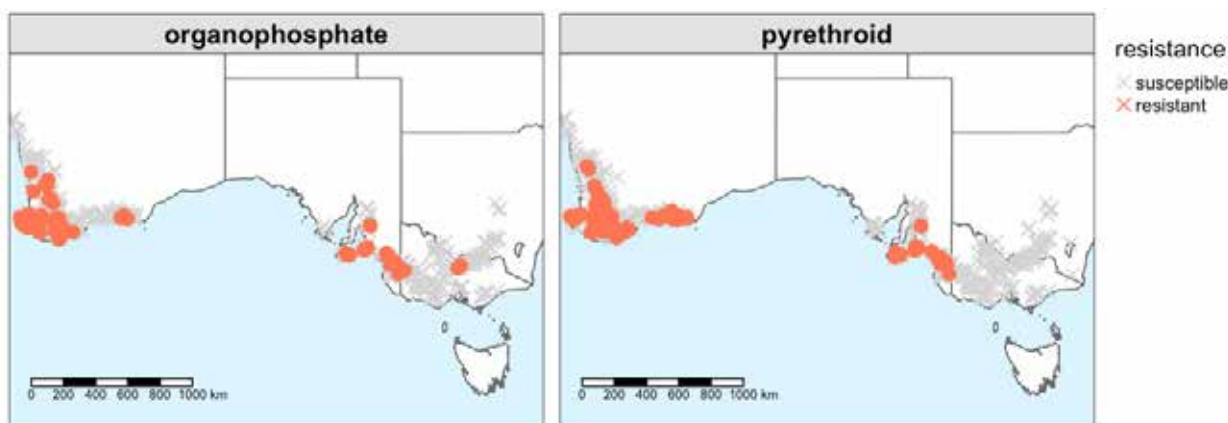 organophosphate
pyrethroid
resistance
susceptible
resistant
0 200 400 600 800 1000 km
0 200 400 600 800 1000 km